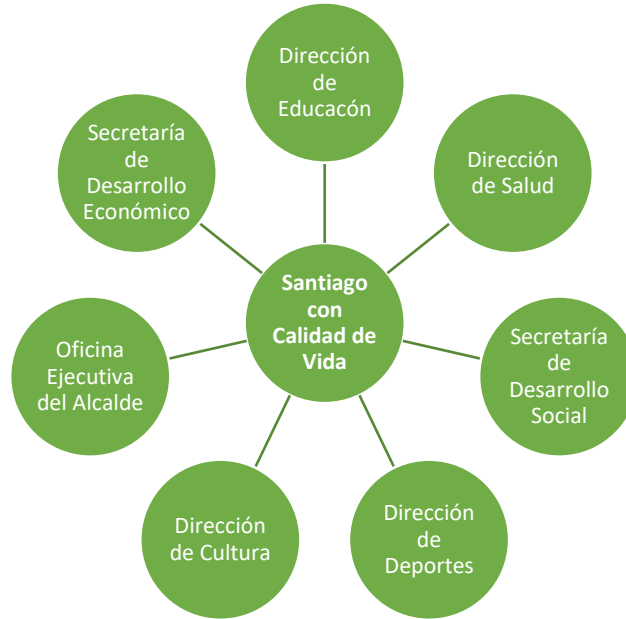 Dirección
de
Educacón
Secretaría
de
Desarrollo
Económico
Dirección
de Salud
Santiago
con
Calidad de
Vida
Oficina
Ejecutiva
del Alcalde
Secretaría
de
Desarrollo
Social
Dirección
de Cultura
Dirección
de
Deportes